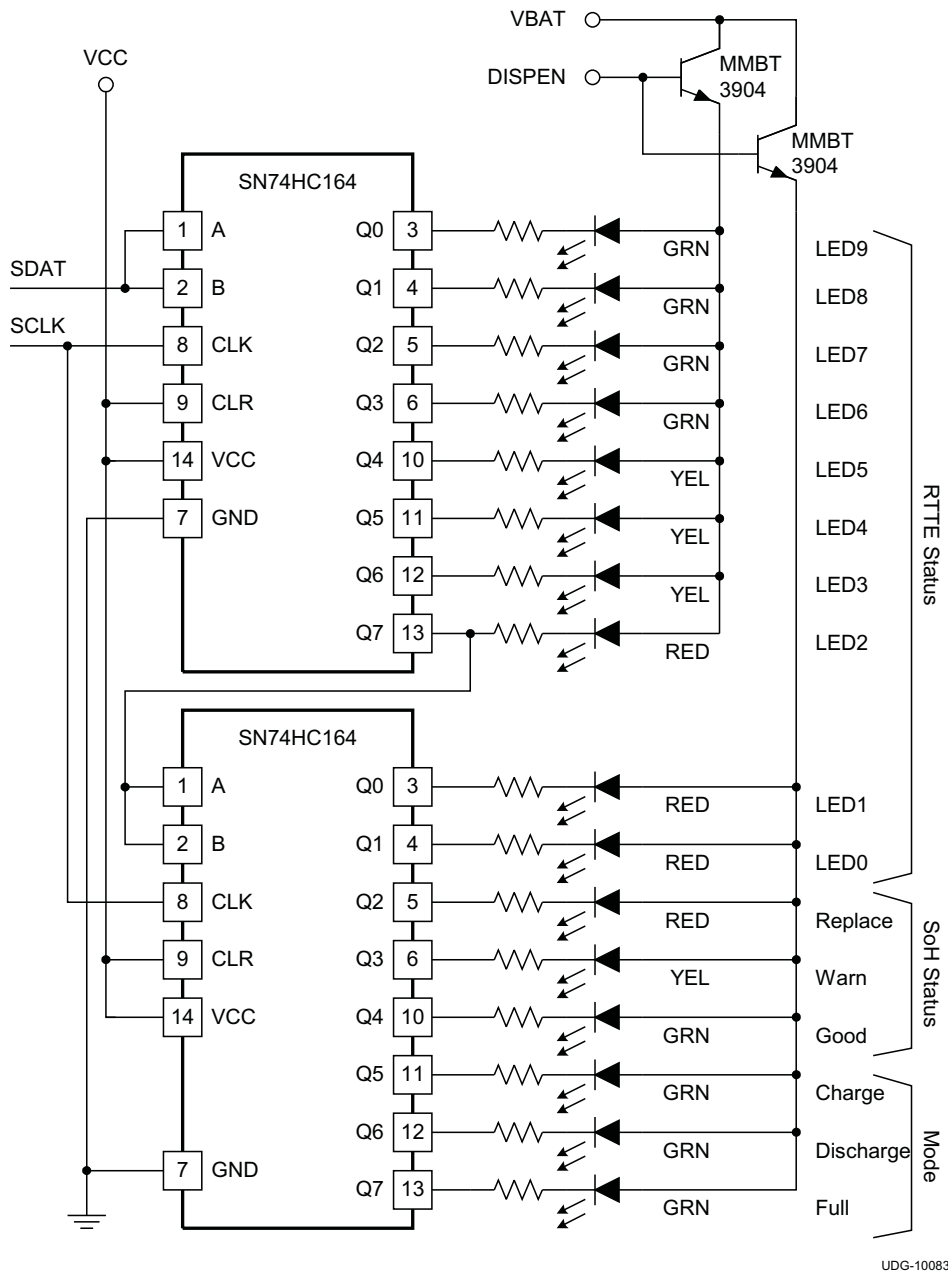 VBAT
VCC
DISPEN
MMBT
3904
MMBT
3904
SN74HC164
1 A Q0 3 GRN LED9
SDAT
2 B Q1 4 GRN LED8
SCLK
8 CLK Q2 5 GRN LED7
9 CLR Q3 6 GRN LED6
14 VCC Q4 10 YEL LED5
7 GND Q5 11 YEL LED4
Q6 12 YEL LED3
Q7 13 RED LED2
RTTE Status
SN74HC164
1 A Q0 3 RED LED1
2 B Q1 4 RED LED0
8 CLK Q2 5 RED Replace
9 CLR Q3 6 YEL Warn
14 VCC Q4 10 GRN Good
SoH Status
Q5 11 GRN Charge
Q6 12 GRN Discharge
7 GND Q7 13 GRN Full
Mode
UDG-10083